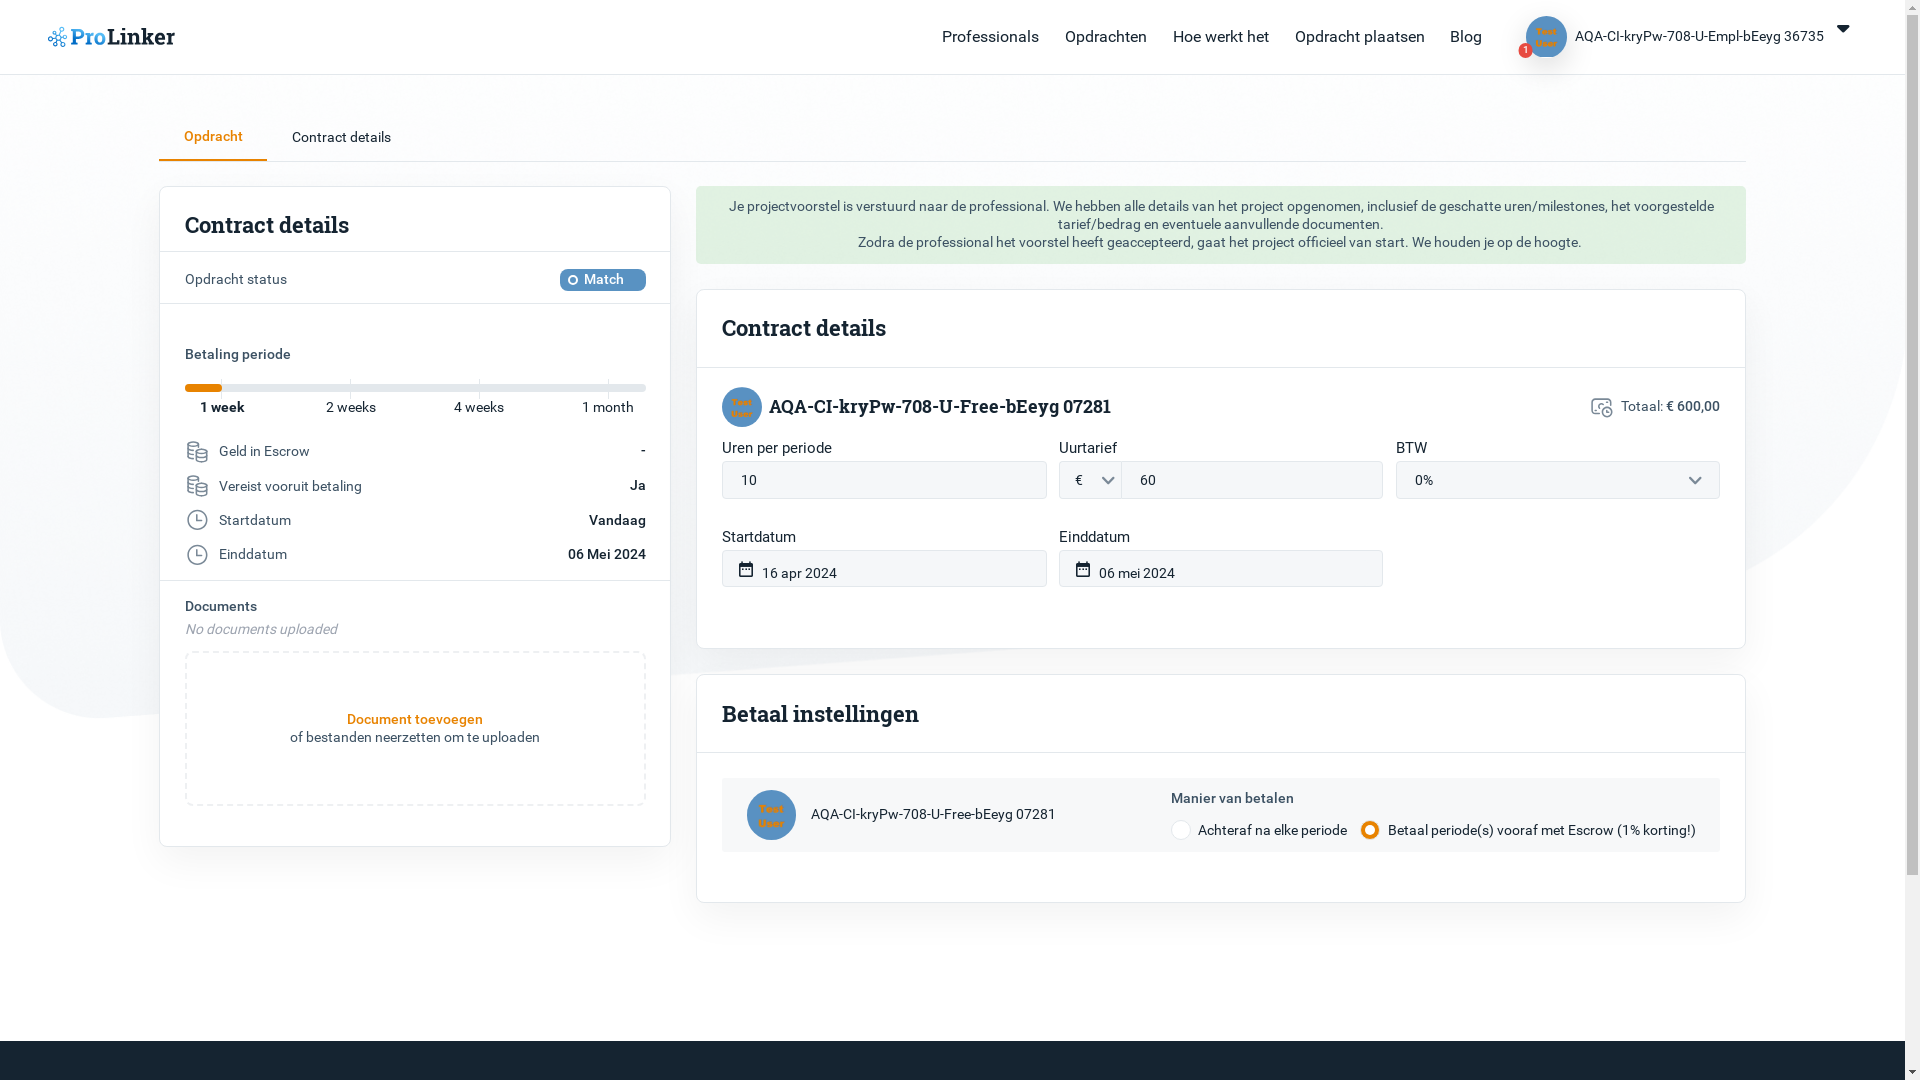 ProLinker
Professionals
Opdrachten
Hoe werkt het
Opdracht plaatsen
Blog
Test User
1
AQA-CI-kryPw-708-U-Empl-bEeyg 36735
Opdracht
Contract details
Contract details
Opdracht status
Match
Betaling periode
1 week
2 weeks
4 weeks
1 month
Geld in Escrow
-
Vereist vooruit betaling
Ja
Startdatum
Vandaag
Einddatum
06 Mei 2024
Documents
No documents uploaded
Document toevoegen
of bestanden neerzetten om te uploaden
Je projectvoorstel is verstuurd naar de professional. We hebben alle details van het project opgenomen, inclusief de geschatte uren/milestones, het voorgestelde
tarief/bedrag en eventuele aanvullende documenten.
Zodra de professional het voorstel heeft geaccepteerd, gaat het project officieel van start. We houden je op de hoogte.
Contract details
Test User
AQA-CI-kryPw-708-U-Free-bEeyg 07281
Totaal: € 600,00
Uren per periode
Uurtarief
BTW
10
€
60
0%
Startdatum
Einddatum
16 apr 2024
06 mei 2024
Betaal instellingen
Test
User
AQA-CI-kryPw-708-U-Free-bEeyg 07281
Manier van betalen
Achteraf na elke periode
Betaal periode(s) vooraf met Escrow (1% korting!)